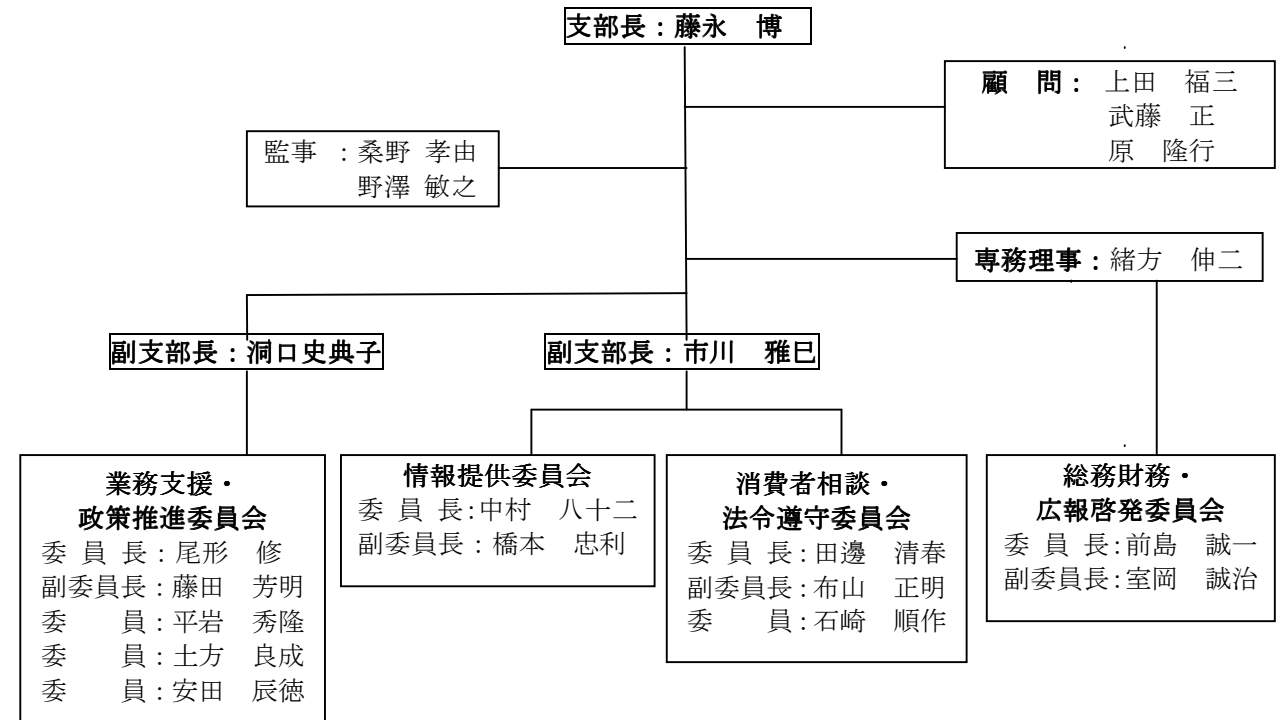 支部長：藤永　博
顧　問：　上田　福三
武藤　正
原　隆行
監事　：桑野 孝由
野澤 敏之
専務理事：緒方　伸二
副支部長：洞口史典子
副支部長：市川　雅巳
業務支援・
政策推進委員会
委 員 長：尾形　修
副委員長：藤田　芳明
委　　員：平岩　秀隆
委　　員：土方　良成
委　　員：安田　辰徳
情報提供委員会
委 員 長：中村　八十二
副委員長：橋本　忠利
消費者相談・
法令遵守委員会
委 員 長：田邊　清春
副委員長：布山　正明
委　　員：石崎　順作
総務財務・
広報啓発委員会
委 員 長：前島　誠一
副委員長：室岡　誠治